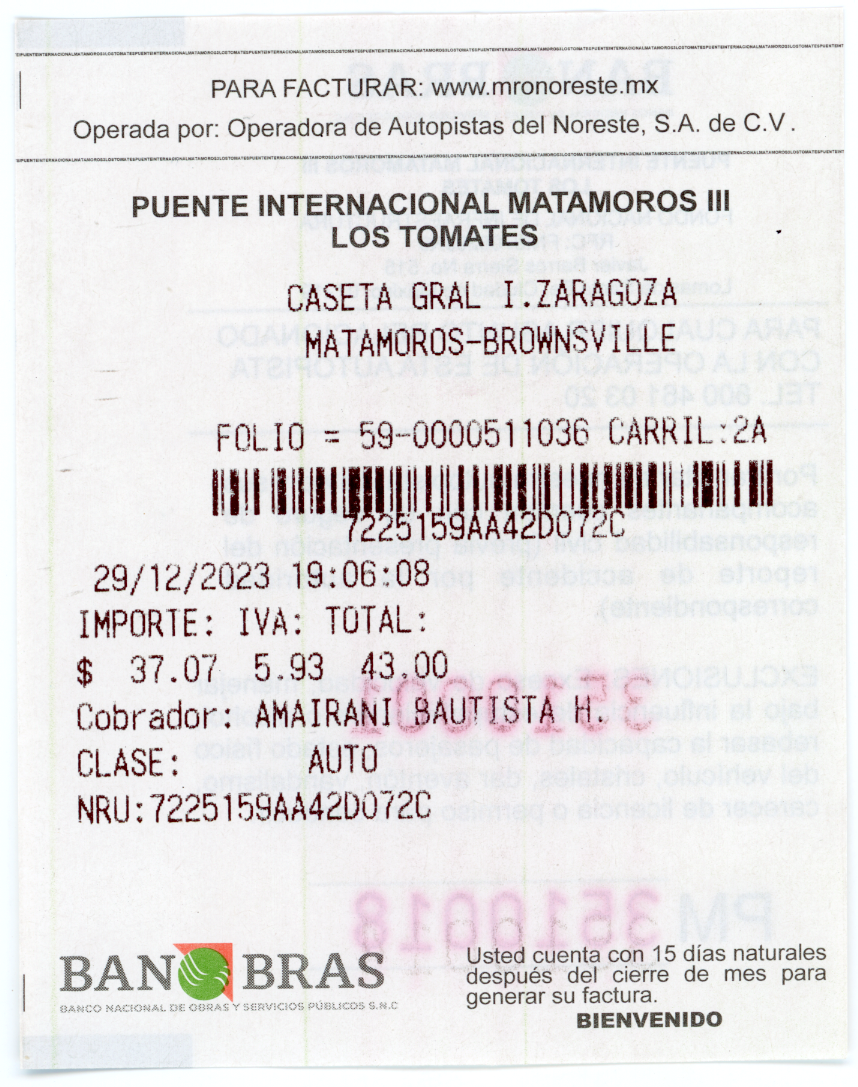 PARA FACTURAR: www.mronoreste.mx
Operada por: Operadora de Autopistas del Noreste, S.A. de C.V.
PUENTE INTERNACIONAL MATAMOROS III
LOS TOMATES
CASETA GRAL I.ZARAGOZA
MATAMOROS-BROWNSVILLE
FOLIO = 59-0000511036 CARRIL:2A
7225159AA42D072C
29/12/2023 19:06:08
IMPORTE: IVA: TOTAL:
$ 37.07 5.93 43.00
Cobrador: AMAIRANI BAUTISTA H.
CLASE: AUTO
NRU:7225159AA42D072C
BANOBRAS
BANCO NACIONAL DE OBRAS Y SERVICIOS PÚBLICOS S.N.C
Usted cuenta con 15 días naturales
después del cierre de mes para
generar su factura.
BIENVENIDO